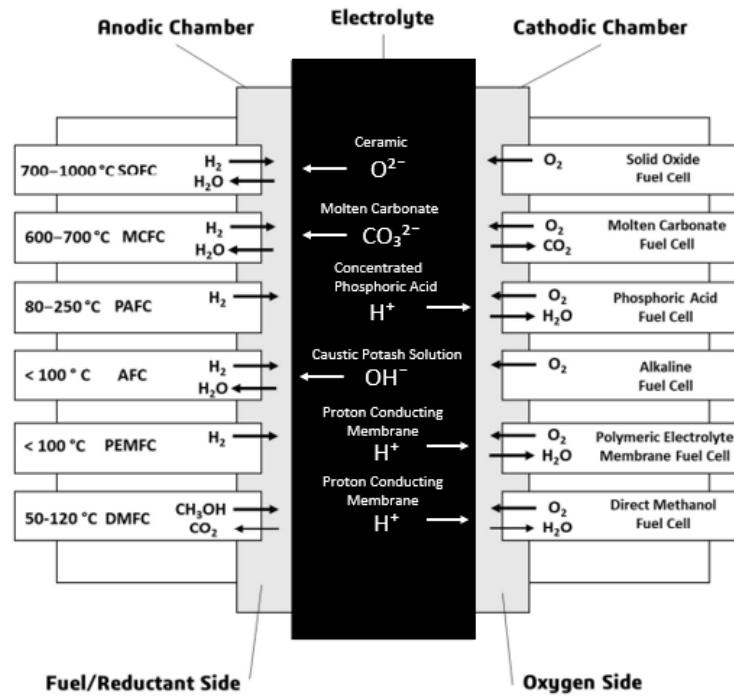 Anodic Chamber
Electrolyte
Cathodic Chamber
700–1000 °C SOFC
H₂
H₂O
Ceramic
O²⁻
O₂
Solid Oxide
Fuel Cell
600–700 °C MCFC
H₂
H₂O
Molten Carbonate
CO₃²⁻
O₂
CO₂
Molten Carbonate
Fuel Cell
80–250 °C PAFC
H₂
Concentrated
Phosphoric Acid
H⁺
O₂
H₂O
Phosphoric Acid
Fuel Cell
< 100 ° C AFC
H₂
H₂O
Caustic Potash Solution
OH⁻
O₂
Alkaline
Fuel Cell
< 100 °C PEMFC
H₂
Proton Conducting
Membrane
H⁺
O₂
H₂O
Polymeric Electrolyte
Membrane Fuel Cell
50-120 °C DMFC
CH₃OH
CO₂
Proton Conducting
Membrane
H⁺
O₂
H₂O
Direct Methanol
Fuel Cell
Fuel/Reductant Side
Oxygen Side